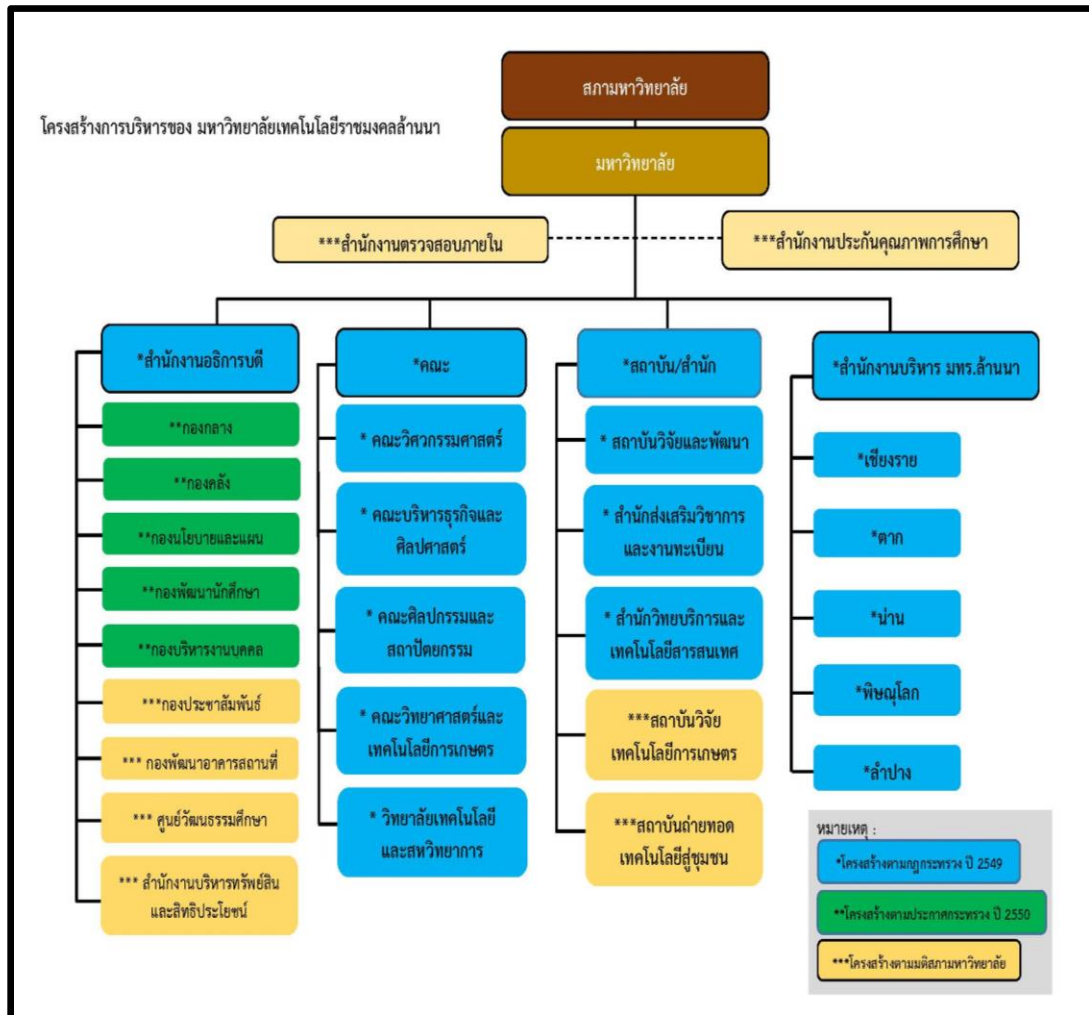 สภามหาวิทยาลัย
โครงสร้างการบริหารของ มหาวิทยาลัยเทคโนโลยีราชมงคลล้านนา
มหาวิทยาลัย
***สำนักงานตรวจสอบภายใน
***สำนักงานประกันคุณภาพการศึกษา
*สำนักงานอธิการบดี
**กองกลาง
**กองคลัง
**กองนโยบายและแผน
**กองพัฒนานักศึกษา
**กองบริหารงานบุคคล
***กองประชาสัมพันธ์
*** กองพัฒนาอาคารสถานที่
*** ศูนย์วัฒนธรรมศึกษา
*** สำนักงานบริหารทรัพย์สิน
และสิทธิประโยชน์
*คณะ
* คณะวิศวกรรมศาสตร์
* คณะบริหารธุรกิจและ
ศิลปศาสตร์
* คณะศิลปกรรมและ
สถาปัตยกรรม
* คณะวิทยาศาสตร์และ
เทคโนโลยีการเกษตร
* วิทยาลัยเทคโนโลยี
และสหวิทยาการ
*สถาบัน/สำนัก
* สถาบันวิจัยและพัฒนา
* สำนักส่งเสริมวิชาการ
และงานทะเบียน
* สำนักวิทยบริการและ
เทคโนโลยีสารสนเทศ
***สถาบันวิจัย
เทคโนโลยีการเกษตร
***สถาบันถ่ายทอด
เทคโนโลยีสู่ชุมชน
*สำนักงานบริหาร มทร.ล้านนา
*เชียงราย
*ตาก
*น่าน
*พิษณุโลก
*ลำปาง
หมายเหตุ :
*โครงสร้างตามกฎกระทรวง ปี 2549
**โครงสร้างตามประกาศกระทรวง ปี 2550
***โครงสร้างตามมติสภามหาวิทยาลัย